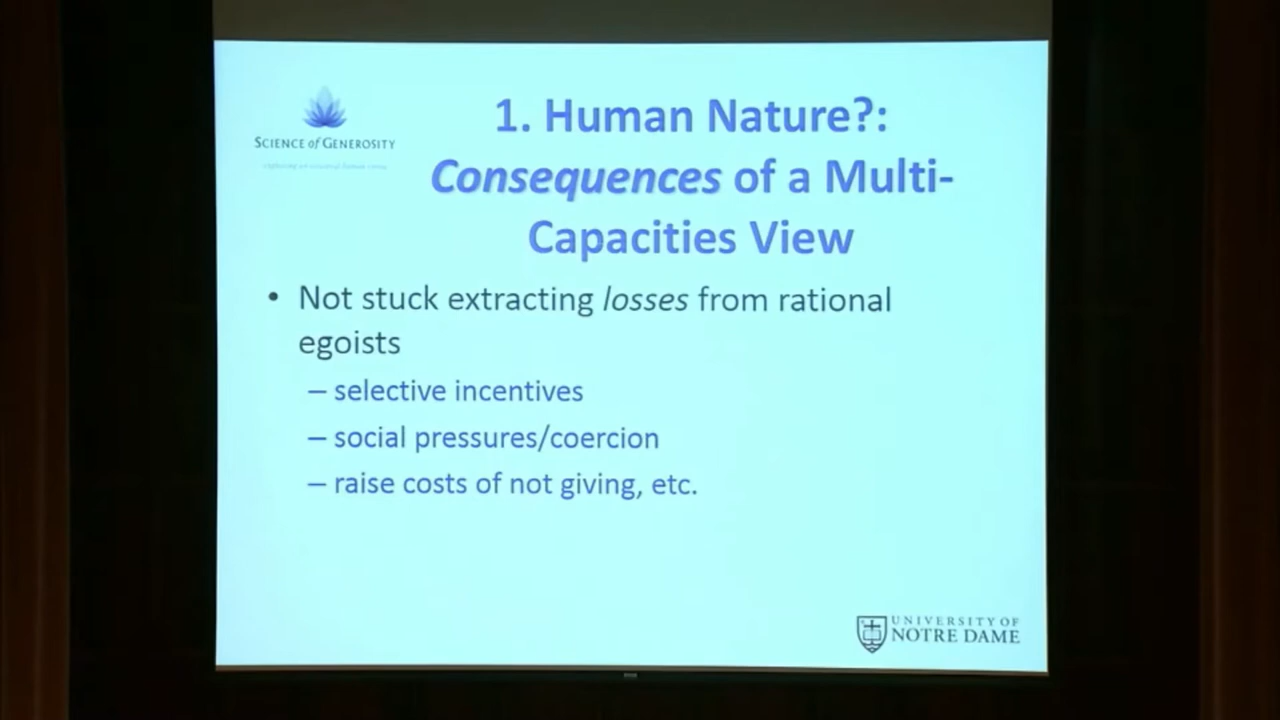 1. Human Nature?:
SCIENCE of GENEROSITY
Consequences of a Multi-
Capacities View
• Not stuck extracting losses from rational
egoists
– selective incentives
– social pressures/coercion
– raise costs of not giving, etc.
UNIVERSITY OF
NOTRE DAME